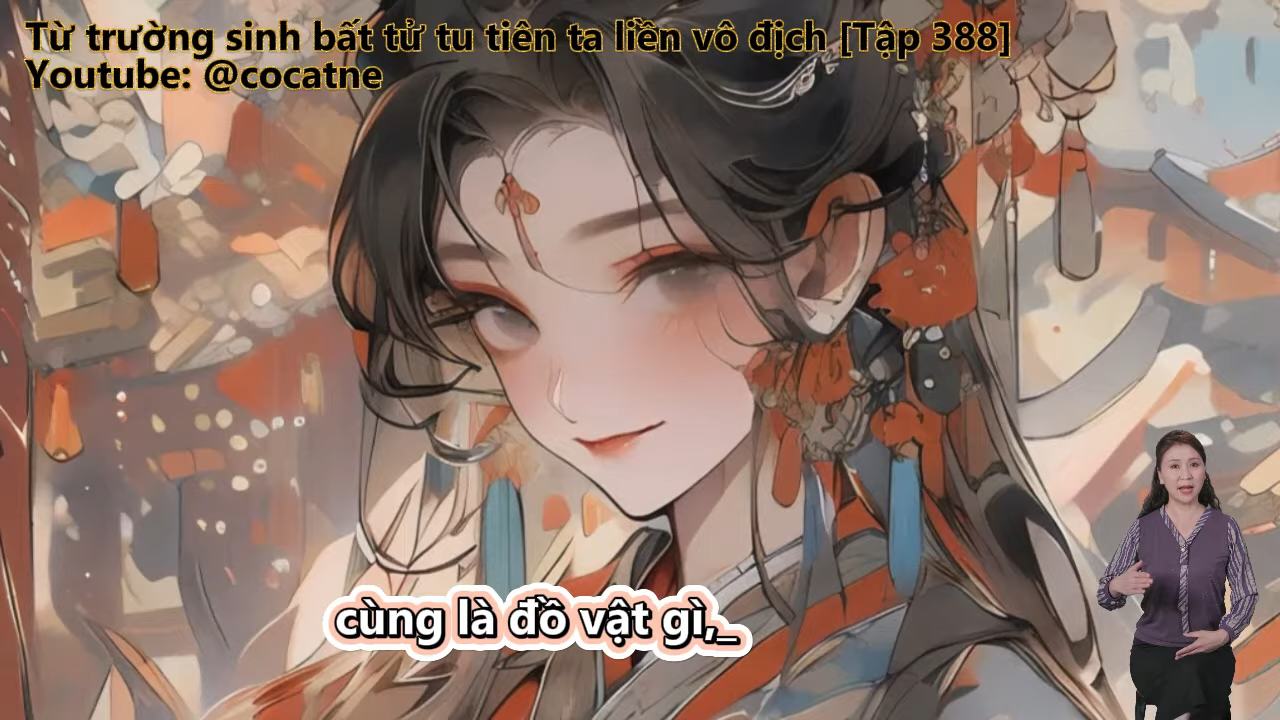 Từ trường sinh bất tử tu tiên ta liền vô địch [Tập 388]
Youtube: @cocatne
cùng là đồ vật gì,_